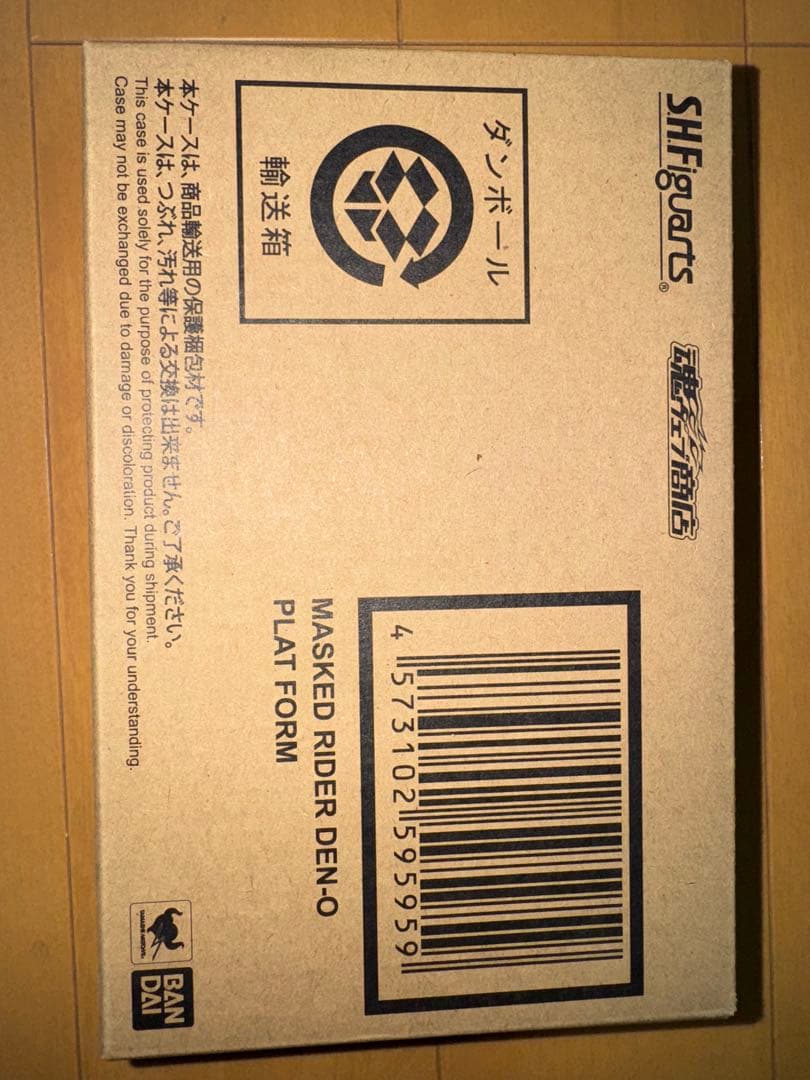 S.H.Figuarts®
魂ウェブ商店
ダンボール
輸送箱
4 573102 595959
MASKED RIDER DEN-O
PLAT FORM
本ケースは、商品輸送用の保護梱包材です。
本ケースは、つぶれ、汚れ等による交換は出来ません。ご了承ください。
This case is used solely for the purpose of protecting product during shipment.
Case may not be exchanged due to damage or discoloration. Thank you for your understanding.
TAMASHII NATIONS
BAN
DAI